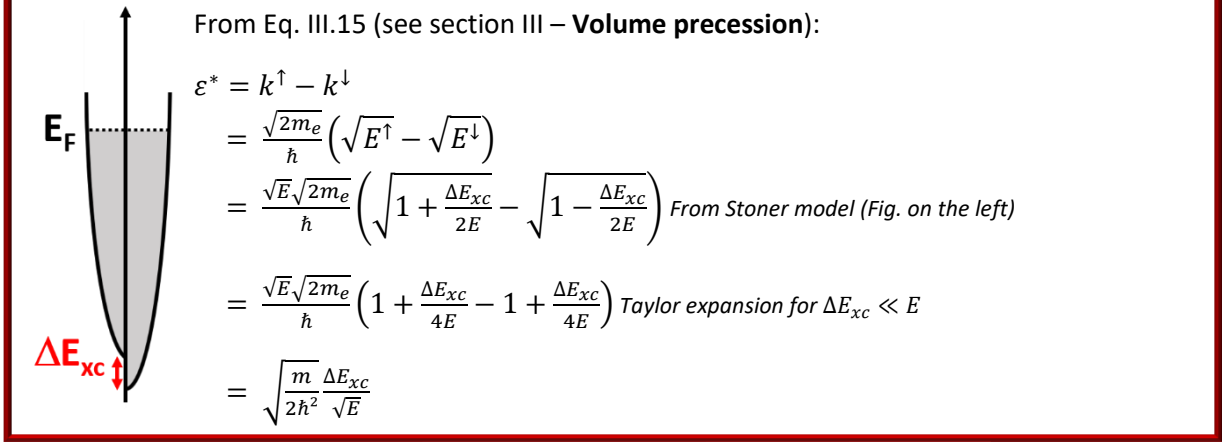 From Eq. III.15 (see section III – Volume precession):
ε* = k↑ − k↓
E_F
= √(2m_e)/ħ (√E↑ − √E↓)
= √E√(2m_e)/ħ (√(1 + ΔE_xc/2E) − √(1 − ΔE_xc/2E)) From Stoner model (Fig. on the left)
= √E√(2m_e)/ħ (1 + ΔE_xc/4E − 1 + ΔE_xc/4E) Taylor expansion for ΔE_xc ≪ E
ΔE_xc
= √(m/2ħ²) ΔE_xc/√E